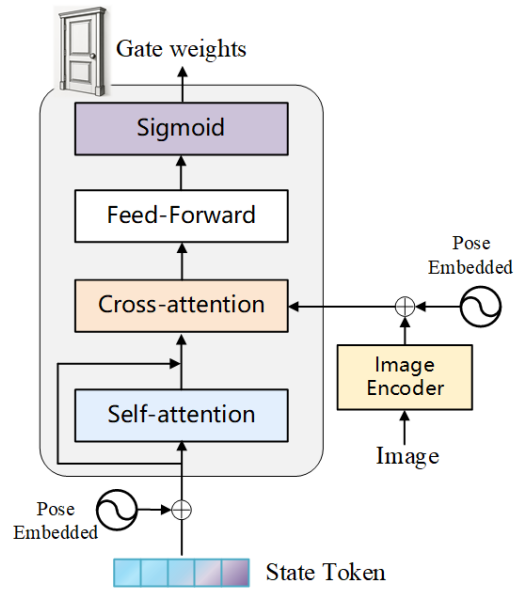 Gate weights
Sigmoid
Feed-Forward
Cross-attention
Pose
Embedded
Image
Encoder
Self-attention
Image
Pose
Embedded
State Token